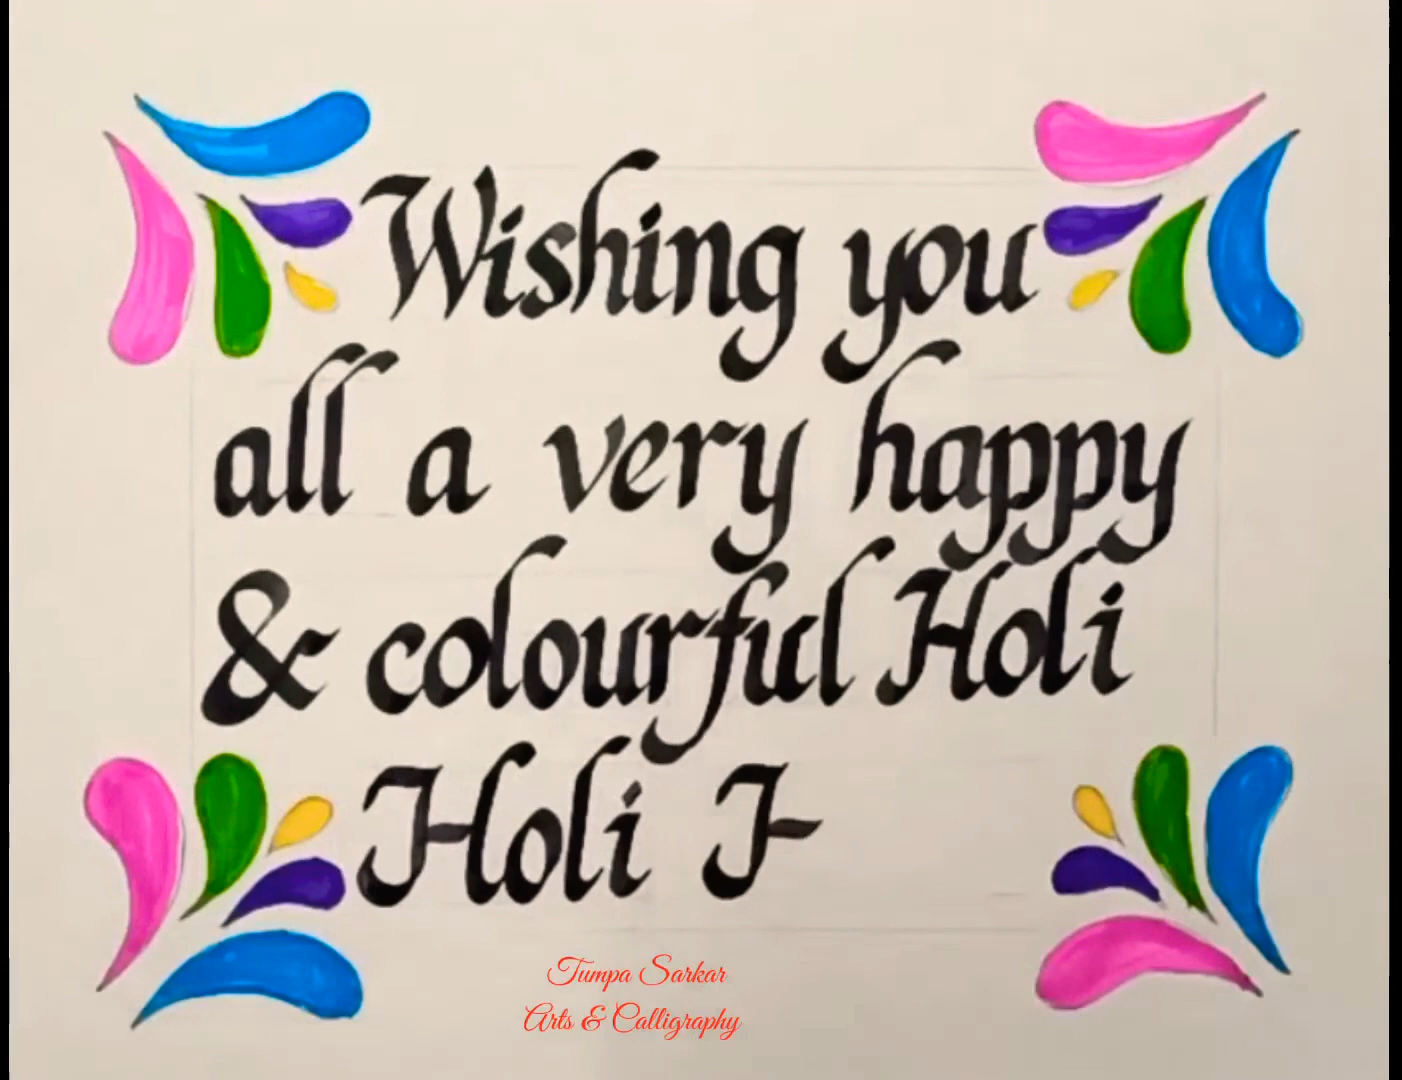 Wishing you
all a very happy
& colourful Holi
Holi H
Tumpa Sarkar
Arts & Calligraphy